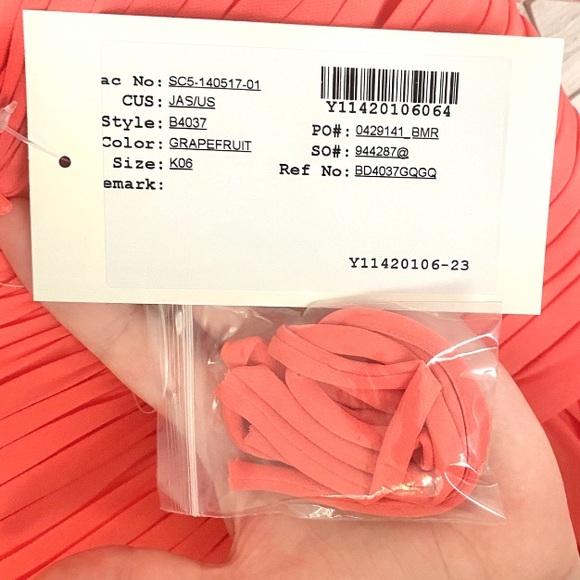 ac No: SC5-140517-01
CUS: JAS/US
Style: B4037
Color: GRAPEFRUIT
Size: K06
emark:
Y11420106064
PO#: 0429141_BMR
SO#: 944287@
Ref No: BD4037GQGQ
Y11420106-23